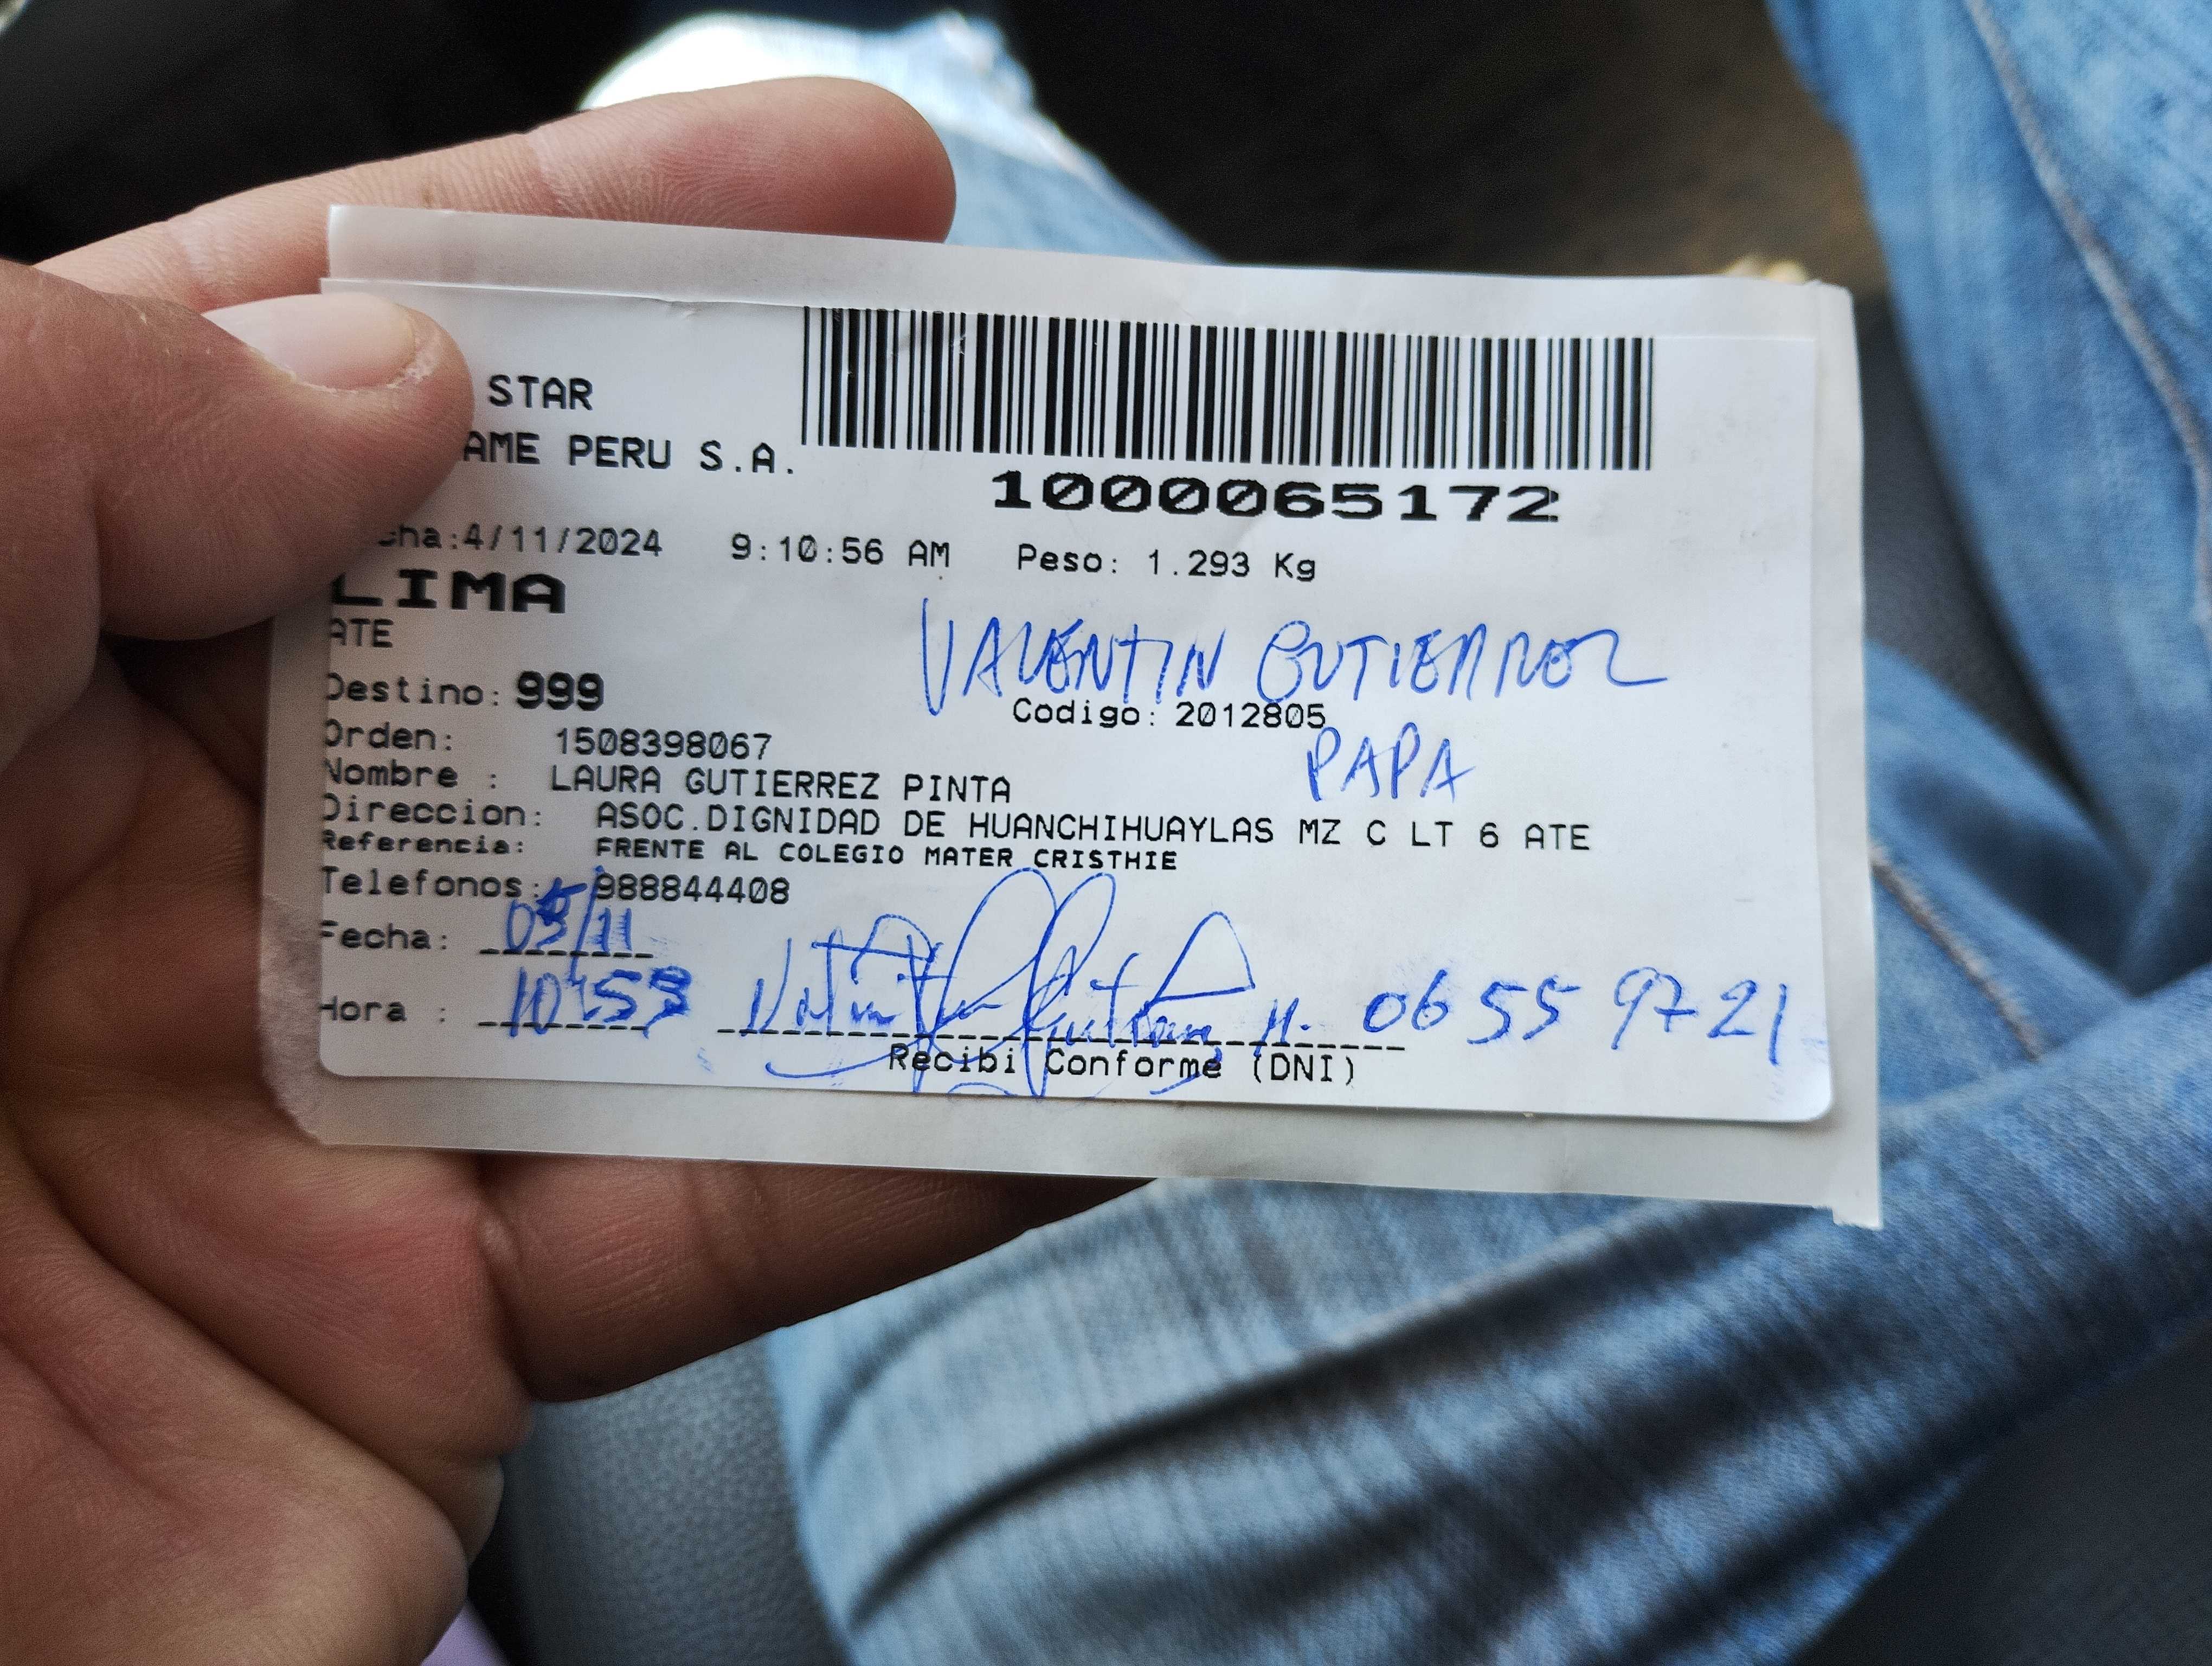 STAR
AME PERU S.A.
1000065172
cha:4/11/2024 9:10:56 AM Peso: 1.293 Kg
LIMA
ATE
VALENTIN GUTIERREZ
Destino: 999
Codigo: 2012805
PAPA
Orden: 1508398067
Nombre : LAURA GUTIERREZ PINTA
Direccion: ASOC.DIGNIDAD DE HUANCHIHUAYLAS MZ C LT 6 ATE
Referencia: FRENTE AL COLEGIO MATER CRISTHIE
Telefonos: 988844408
Fecha: 05/11
Hora : 10:53 06559721
Recibi Conforme (DNI)